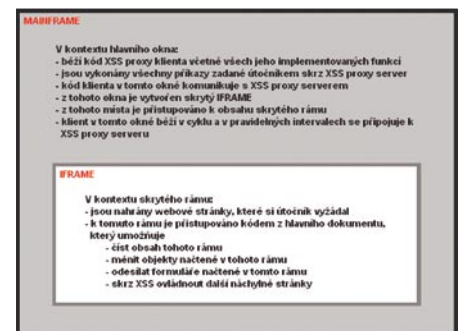 MAINFRAME
V kontextu hlavního okna:
- běží kód XSS proxy klienta včetné všech jeho implementovaných funkcí
- jsou vykonány všechny příkazy zadané útočníkem skrz XSS proxy server
- kód klienta v tomto okné komunikuje s XSS proxy serverem
- z tohoto okna je vytvořen skrytý IFRAME
- z tohoto místa je přistupováno k obsahu skrytého rámu
- klient v tomto okné běží v cyklu a v pravidelných intervalech se připojuje k
XSS proxy serveru
IFRAME
V kontextu skrytého rámu:
- jsou nahrány webové stránky, které si útočník vyžádal
- k tomuto rámu je přistupováno kódem z hlavního dokumentu,
který umožňuje
- číst obsah tohoto rámu
- měnit objekty načtené v tohoto rámu
- odesílat formuláře načtené v tomto rámu
- skrz XSS ovládnout další náchylné stránky